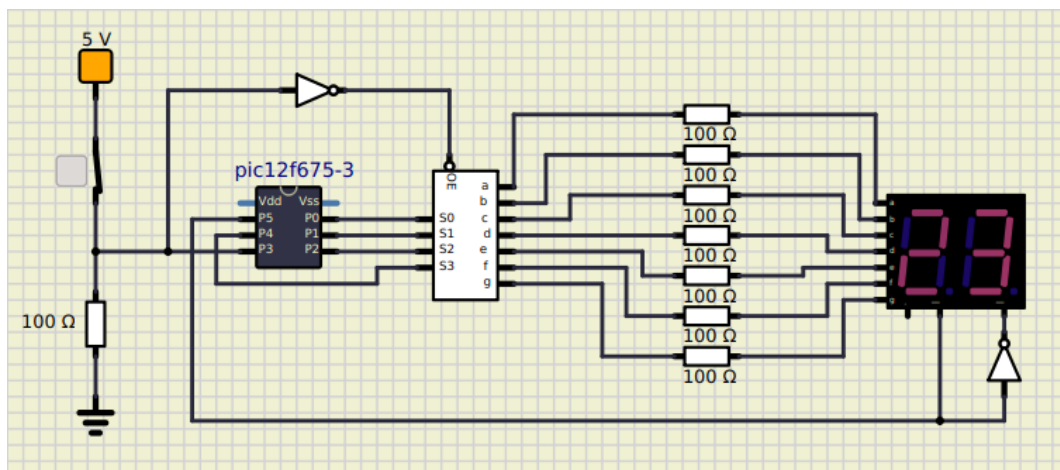 5 V
pic12f675-3
Vdd Vss
P5 P0
P4 P1
P3 P2
OE
S0
S1
S2
S3
a
b
c
d
e
f
g
100 Ω
100 Ω
100 Ω
100 Ω
100 Ω
100 Ω
100 Ω
100 Ω
a
b
c
d
e
f
g